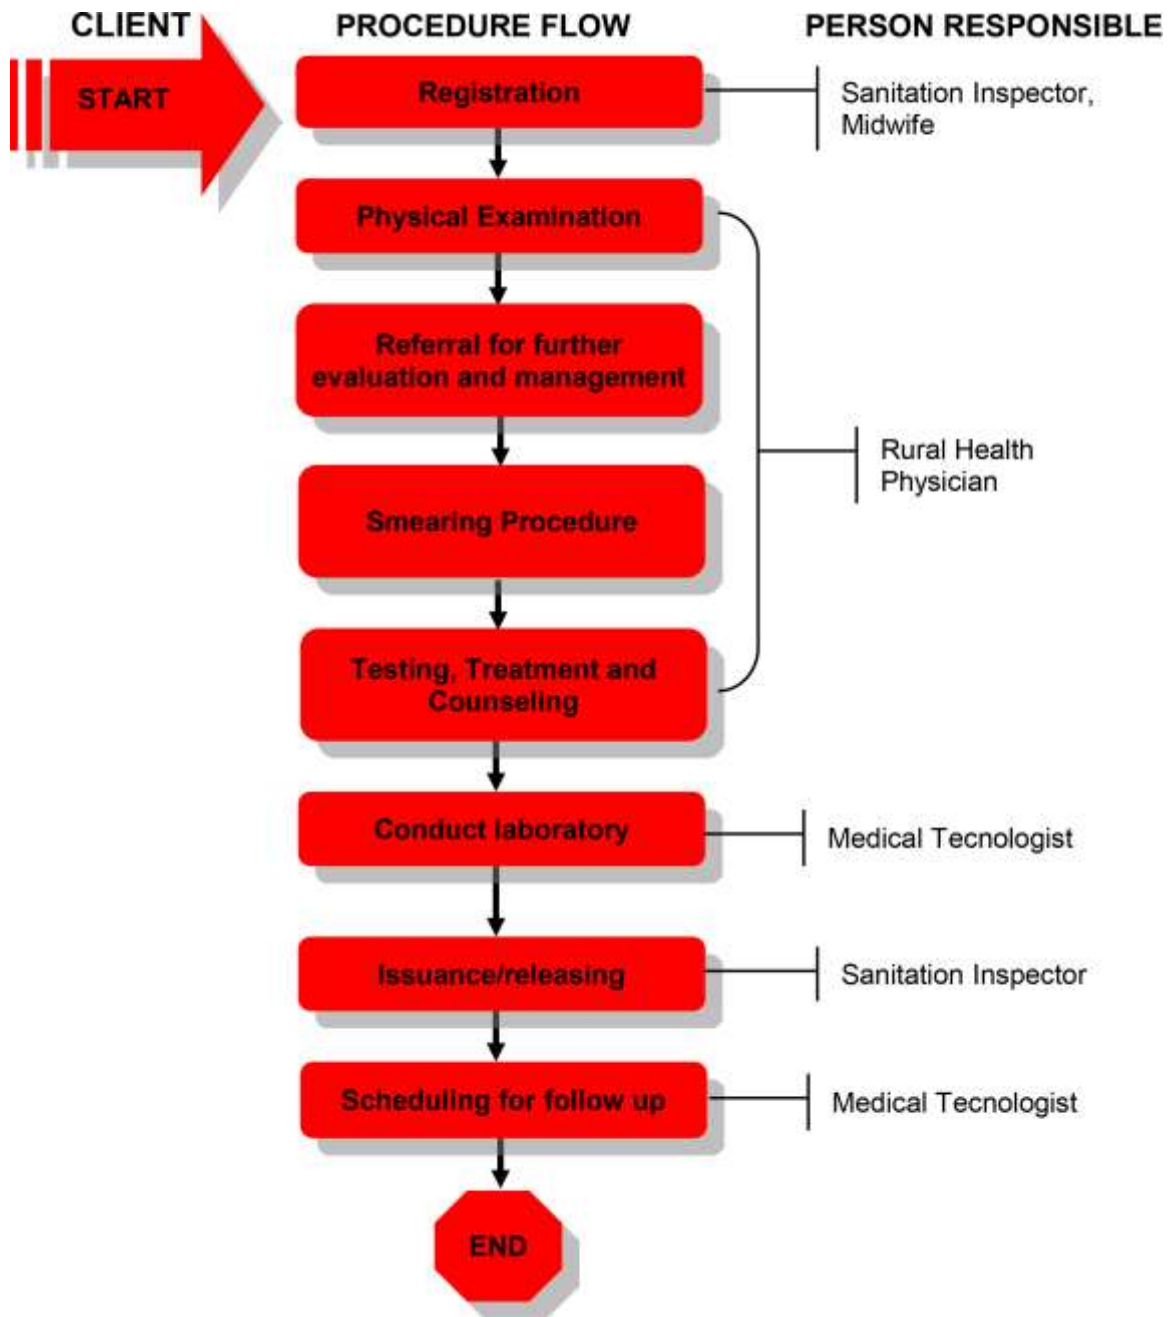 CLIENT
PROCEDURE FLOW
PERSON RESPONSIBLE
START
Registration
Sanitation Inspector,
Midwife
Physical Examination
Referral for further
evaluation and management
Rural Health
Physician
Smearing Procedure
Testing, Treatment and
Counseling
Conduct laboratory
Medical Tecnologist
Issuance/releasing
Sanitation Inspector
Scheduling for follow up
Medical Tecnologist
END